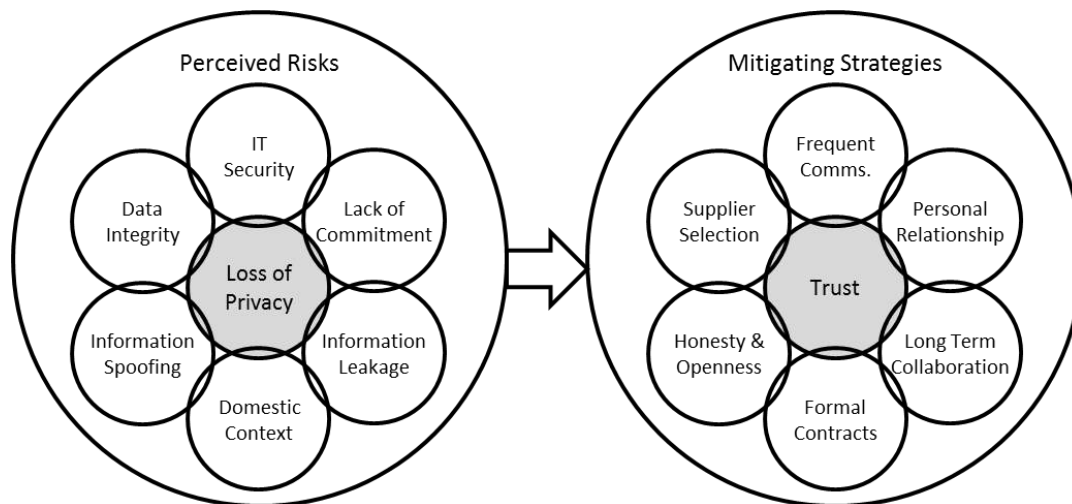 Perceived Risks
IT
Security
Data
Integrity
Lack of
Commitment
Loss of
Privacy
Information
Spoofing
Information
Leakage
Domestic
Context
Mitigating Strategies
Frequent
Comms.
Supplier
Selection
Personal
Relationship
Trust
Honesty &
Openness
Long Term
Collaboration
Formal
Contracts